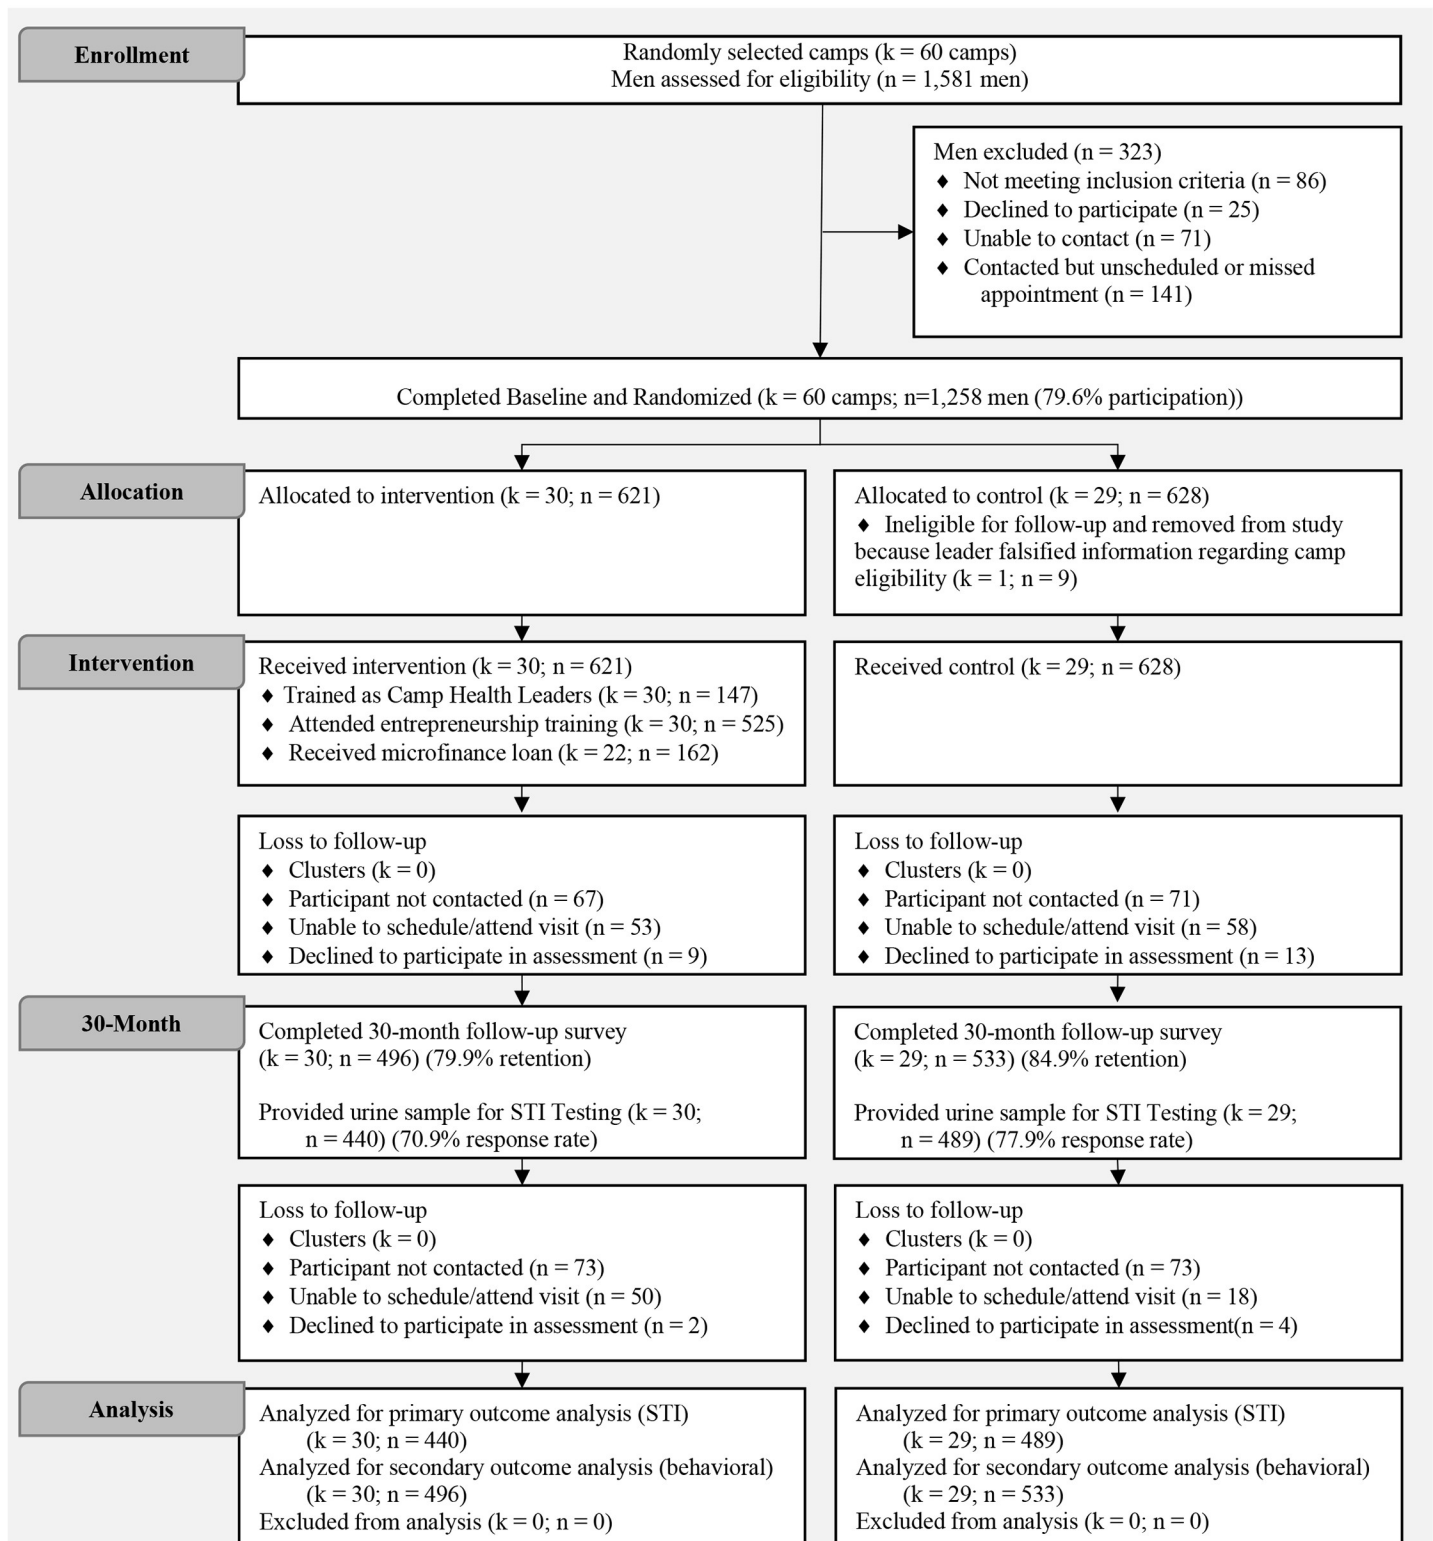 Enrollment
Randomly selected camps (k = 60 camps)
Men assessed for eligibility (n = 1,581 men)
Men excluded (n = 323)
♦ Not meeting inclusion criteria (n = 86)
♦ Declined to participate (n = 25)
♦ Unable to contact (n = 71)
♦ Contacted but unscheduled or missed
appointment (n = 141)
Completed Baseline and Randomized (k = 60 camps; n=1,258 men (79.6% participation))
Allocation
Allocated to intervention (k = 30; n = 621)
Allocated to control (k = 29; n = 628)
♦ Ineligible for follow-up and removed from study
because leader falsified information regarding camp
eligibility (k = 1; n = 9)
Intervention
Received intervention (k = 30; n = 621)
♦ Trained as Camp Health Leaders (k = 30; n = 147)
♦ Attended entrepreneurship training (k = 30; n = 525)
♦ Received microfinance loan (k = 22; n = 162)
Received control (k = 29; n = 628)
Loss to follow-up
♦ Clusters (k = 0)
♦ Participant not contacted (n = 67)
♦ Unable to schedule/attend visit (n = 53)
♦ Declined to participate in assessment (n = 9)
Loss to follow-up
♦ Clusters (k = 0)
♦ Participant not contacted (n = 71)
♦ Unable to schedule/attend visit (n = 58)
♦ Declined to participate in assessment (n = 13)
30-Month
Completed 30-month follow-up survey
(k = 30; n = 496) (79.9% retention)
Provided urine sample for STI Testing (k = 30;
n = 440) (70.9% response rate)
Completed 30-month follow-up survey
(k = 29; n = 533) (84.9% retention)
Provided urine sample for STI Testing (k = 29;
n = 489) (77.9% response rate)
Loss to follow-up
♦ Clusters (k = 0)
♦ Participant not contacted (n = 73)
♦ Unable to schedule/attend visit (n = 50)
♦ Declined to participate in assessment (n = 2)
Loss to follow-up
♦ Clusters (k = 0)
♦ Participant not contacted (n = 73)
♦ Unable to schedule/attend visit (n = 18)
♦ Declined to participate in assessment(n = 4)
Analysis
Analyzed for primary outcome analysis (STI)
(k = 30; n = 440)
Analyzed for secondary outcome analysis (behavioral)
(k = 30; n = 496)
Excluded from analysis (k = 0; n = 0)
Analyzed for primary outcome analysis (STI)
(k = 29; n = 489)
Analyzed for secondary outcome analysis (behavioral)
(k = 29; n = 533)
Excluded from analysis (k = 0; n = 0)